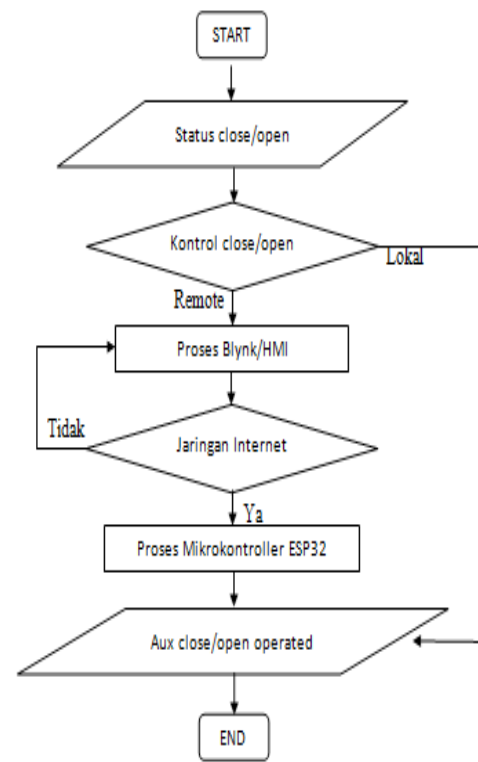 START
Status close/open
Kontrol close/open
Lokal
Remote
Proses Blynk/HMI
Tidak
Jaringan Internet
Ya
Proses Mikrokontroller ESP32
Aux close/open operated
END